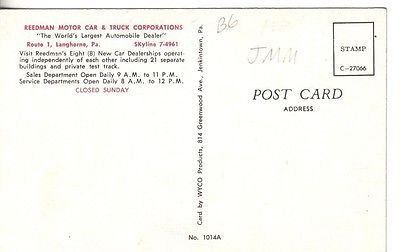 REEDMAN MOTOR CAR & TRUCK CORPORATIONS
"The World's Largest Automobile Dealer"
Route 1, Langhorne, Pa. SKyline 7-4961
Visit Reedman's Eight (8) New Car Dealerships operating independently of each other including 21 separate
buildings and private test track.
Sales Department Open Daily 9 A.M. to 11 P.M.
Service Departments Open Daily 8 A.M. to 12 P.M.
CLOSED SUNDAY
Card by WYCO Products, 814 Greenwood Ave., Jenkintown, Pa.
No. 1014A
B6
JMM
STAMP
C-27066
POST CARD
ADDRESS